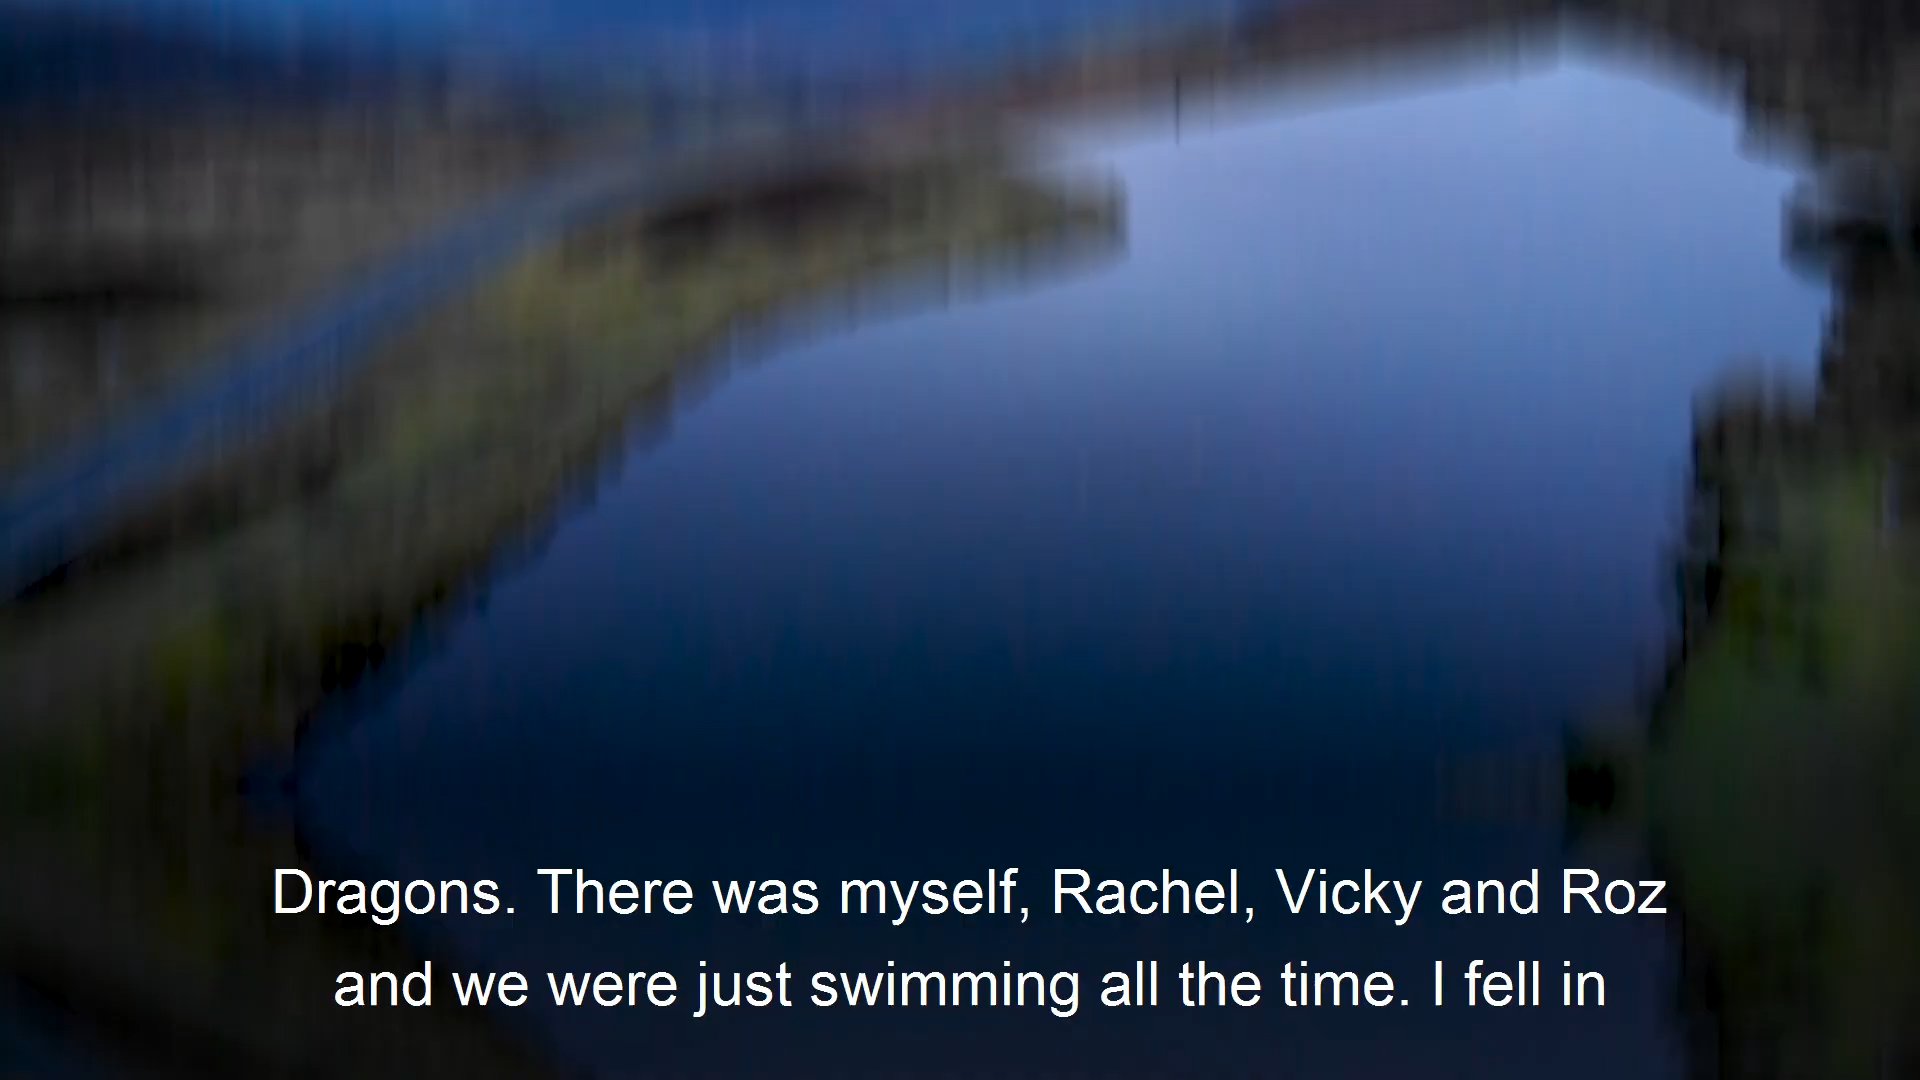 Dragons. There was myself, Rachel, Vicky and Roz
and we were just swimming all the time. I fell in